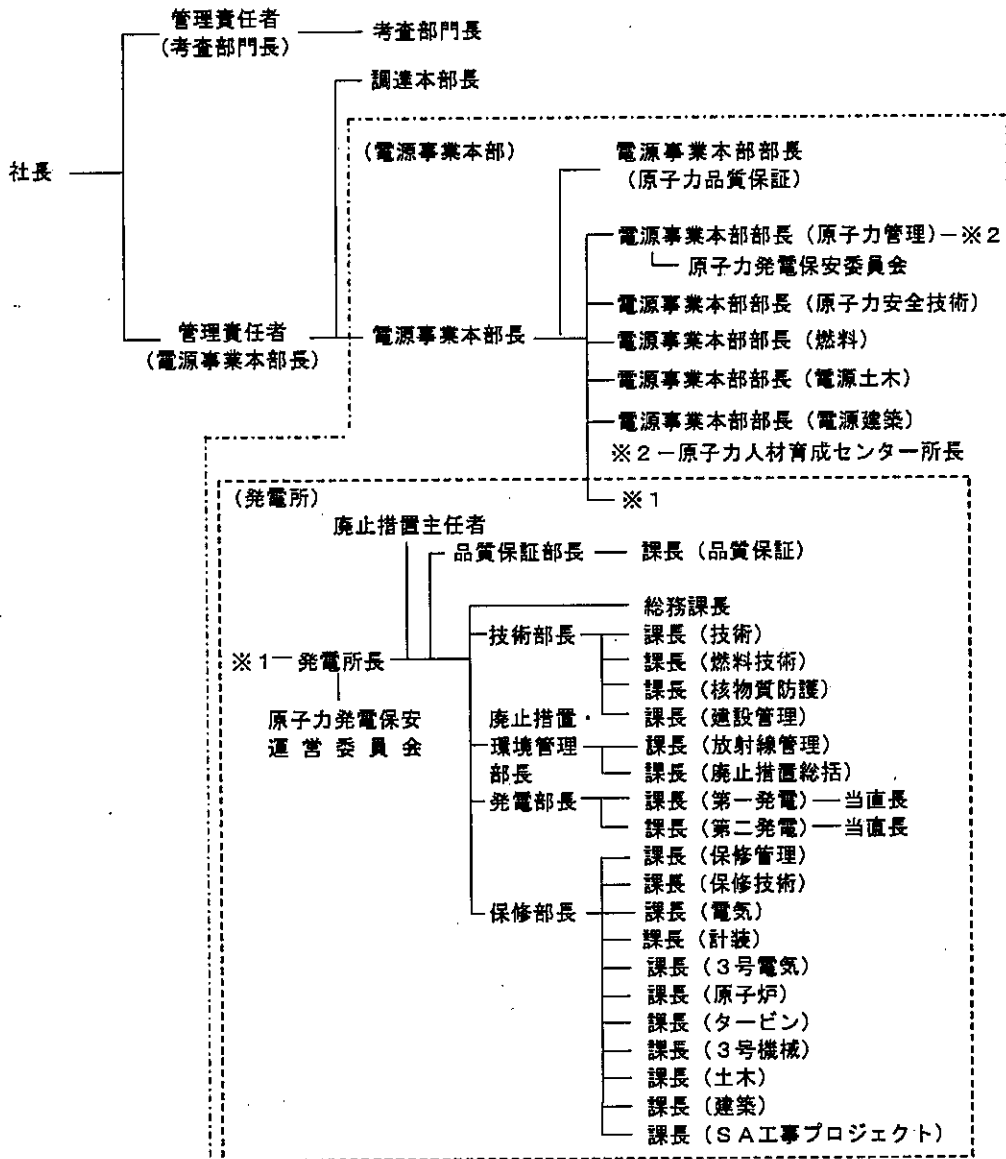 管理責任者
(考査部門長)
考査部門長
調達本部長
社長
(電源事業本部)
電源事業本部部長
(原子力品質保証)
電源事業本部部長(原子力管理)-※2
原子力発電保安委員会
電源事業本部部長(原子力安全技術)
管理責任者
(電源事業本部長)
電源事業本部長
電源事業本部部長(燃料)
電源事業本部部長(電源土木)
電源事業本部部長(電源建築)
※2-原子力人材育成センター所長
※1
(発電所)
廃止措置主任者
品質保証部長
課長(品質保証)
総務課長
技術部長
課長(技術)
※1
発電所長
課長(燃料技術)
課長(核物質防護)
課長(建設管理)
原子力発電保安
運営委員会
廃止措置・
環境管理
部長
課長(放射線管理)
課長(廃止措置総括)
発電部長
課長(第一発電)
当直長
課長(第二発電)
当直長
課長(保修管理)
課長(保修技術)
保修部長
課長(電気)
課長(計装)
課長(3号電気)
課長(原子炉)
課長(タービン)
課長(3号機械)
課長(土木)
課長(建築)
課長(SA工事プロジェクト)